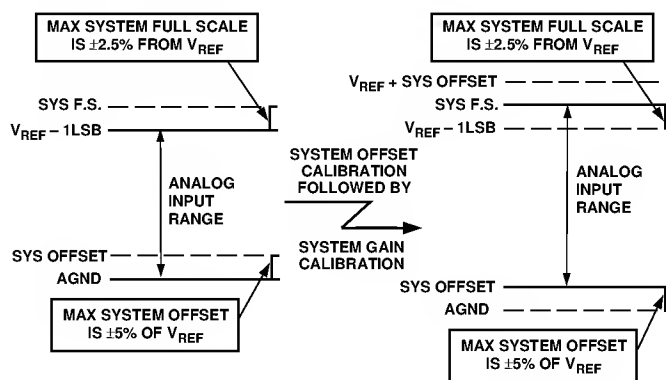 MAX SYSTEM FULL SCALE
IS ±2.5% FROM VREF
SYS F.S.
VREF – 1LSB
ANALOG
INPUT
RANGE
SYS OFFSET
AGND
MAX SYSTEM OFFSET
IS ±5% OF VREF
SYSTEM OFFSET
CALIBRATION
FOLLOWED BY
SYSTEM GAIN
CALIBRATION
MAX SYSTEM FULL SCALE
IS ±2.5% FROM VREF
VREF + SYS OFFSET
SYS F.S.
VREF – 1LSB
ANALOG
INPUT
RANGE
SYS OFFSET
AGND
MAX SYSTEM OFFSET
IS ±5% OF VREF